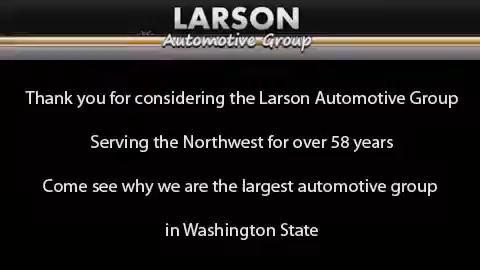 LARSON
Automotive Group
Thank you for considering the Larson Automotive Group
Serving the Northwest for over 58 years
Come see why we are the largest automotive group
in Washington State